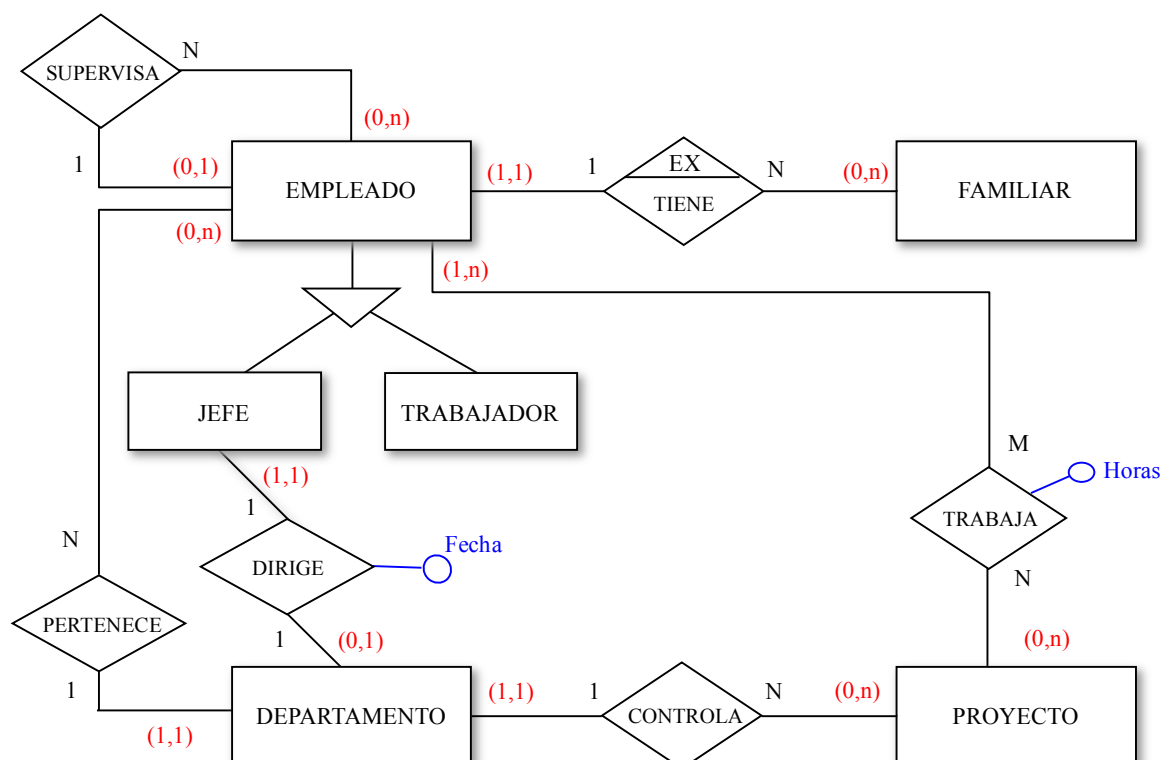 N
SUPERVISA
(0,n)
1
(0,1)
EMPLEADO
(1,1)
1
EX
TIENE
N
(0,n)
FAMILIAR
(0,n)
(1,n)
JEFE
TRABAJADOR
(1,1)
1
M
Horas
TRABAJA
N
Fecha
DIRIGE
N
PERTENECE
1
(0,1)
(0,n)
1
(1,1)
DEPARTAMENTO
(1,1)
1
CONTROLA
N
(0,n)
PROYECTO